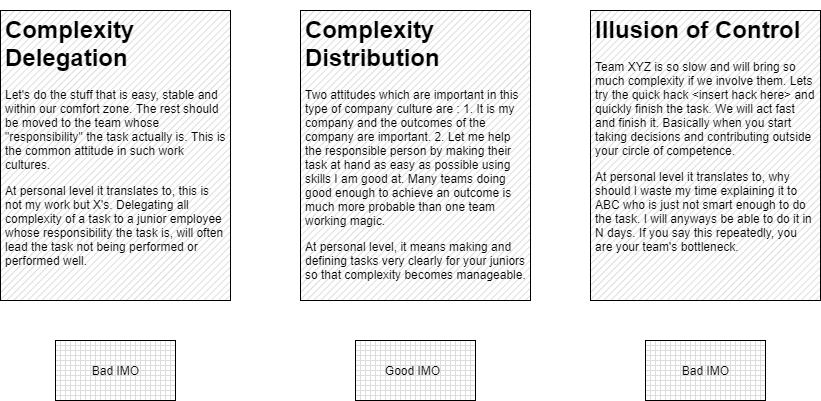 Complexity
Delegation
Let's do the stuff that is easy, stable and
within our comfort zone. The rest should
be moved to the team whose
"responsibility" the task actually is. This is
the common attitude in such work
cultures.
At personal level it translates to, this is
not my work but X's. Delegating all
complexity of a task to a junior employee
whose responsibility the task is, will often
lead the task not being performed or
performed well.
Bad IMO
Complexity
Distribution
Two attitudes which are important in this
type of company culture are : 1. It is my
company and the outcomes of the
company are important. 2. Let me help
the responsible person by making their
task at hand as easy as possible using
skills I am good at. Many teams doing
good enough to achieve an outcome is
much more probable than one team
working magic.
At personal level, it means making and
defining tasks very clearly for your juniors
so that complexity becomes manageable.
Good IMO
Illusion of Control
Team XYZ is so slow and will bring so
much complexity if we involve them. Lets
try the quick hack <insert hack here> and
quickly finish the task. We will act fast
and finish it. Basically when you start
taking decisions and contributing outside
your circle of competence.
At personal level it translates to, why
should I waste my time explaining it to
ABC who is just not smart enough to do
the task. I will anyways be able to do it in
N days. If you say this repeatedly, you
are your team's bottleneck.
Bad IMO